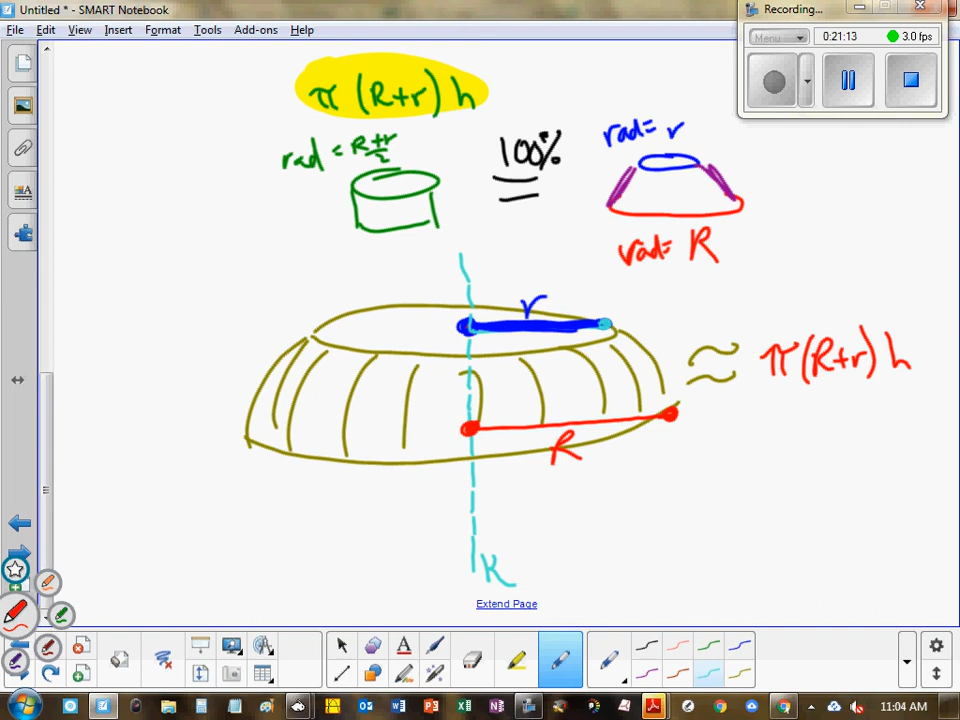 Untitled * - SMART Notebook
Recording...
File Edit View Insert Format Tools Add-ons Help
Menu
0:21:13
3.0 fps
π (R+r) h
rad = R+r/2
100%
rad = r
rad = R
r
≈ π(R+r) h
R
k
Extend Page
11:04 AM